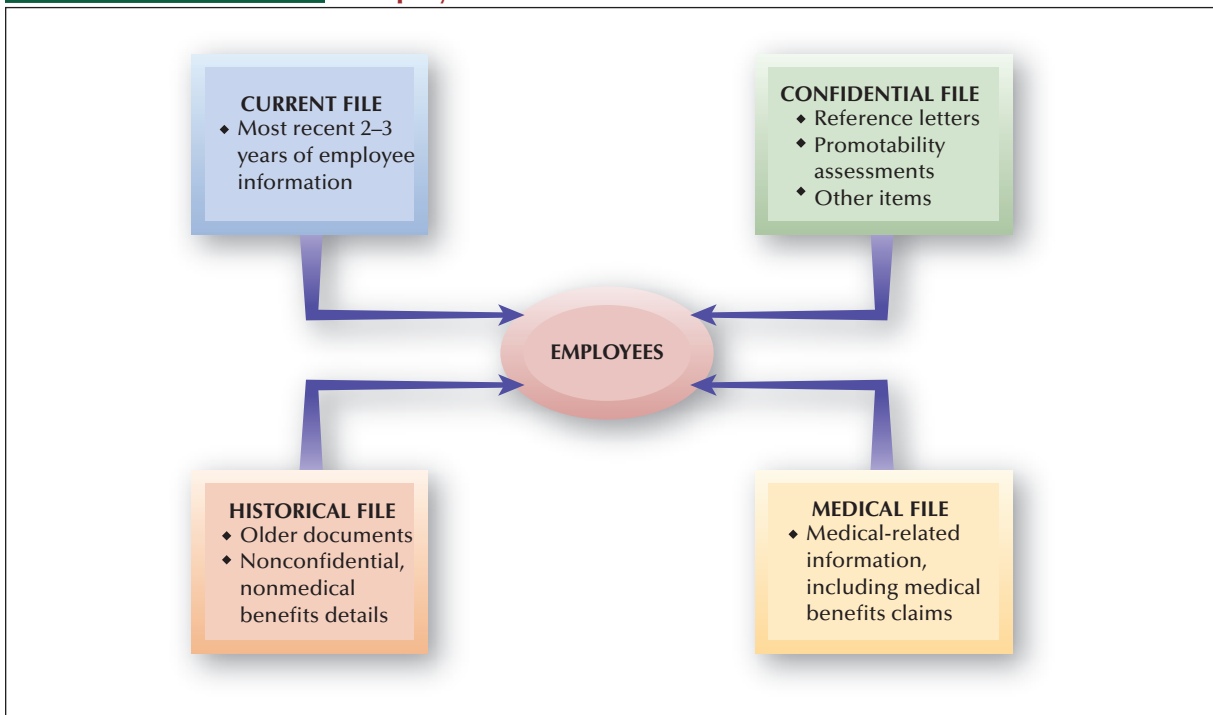 CURRENT FILE
◆ Most recent 2–3
years of employee
information
CONFIDENTIAL FILE
◆ Reference letters
◆ Promotability
assessments
◆ Other items
EMPLOYEES
HISTORICAL FILE
◆ Older documents
◆ Nonconfidential,
nonmedical
benefits details
MEDICAL FILE
◆ Medical-related
information,
including medical
benefits claims